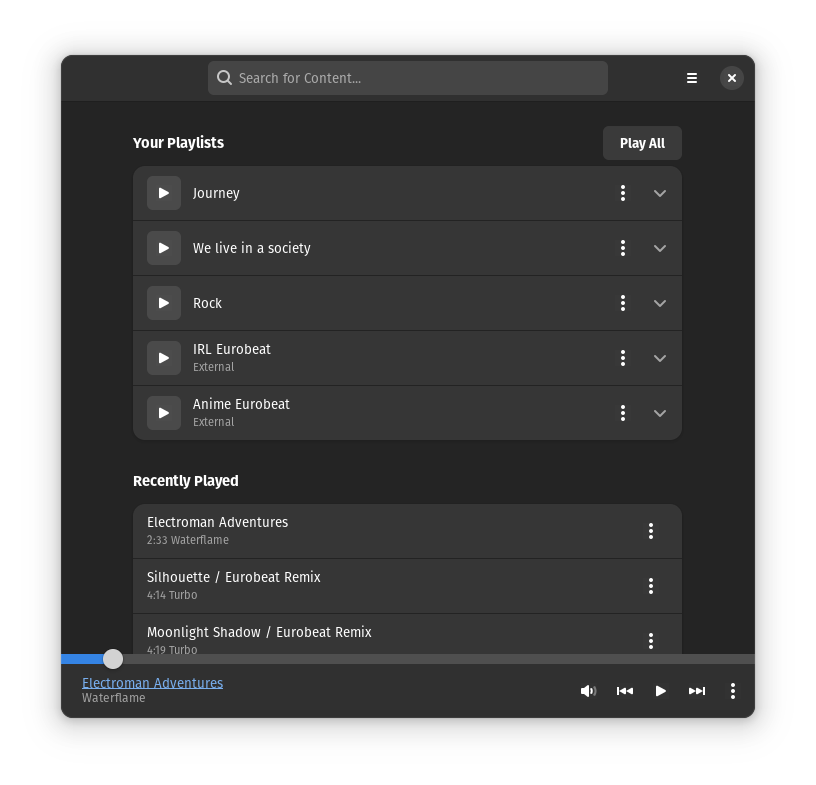 Search for Content...
Your Playlists
Play All
Journey
We live in a society
Rock
IRL Eurobeat
External
Anime Eurobeat
External
Recently Played
Electroman Adventures
2:33 Waterflame
Silhouette / Eurobeat Remix
4:14 Turbo
Moonlight Shadow / Eurobeat Remix
4:19 Turbo
Electroman Adventures
Waterflame